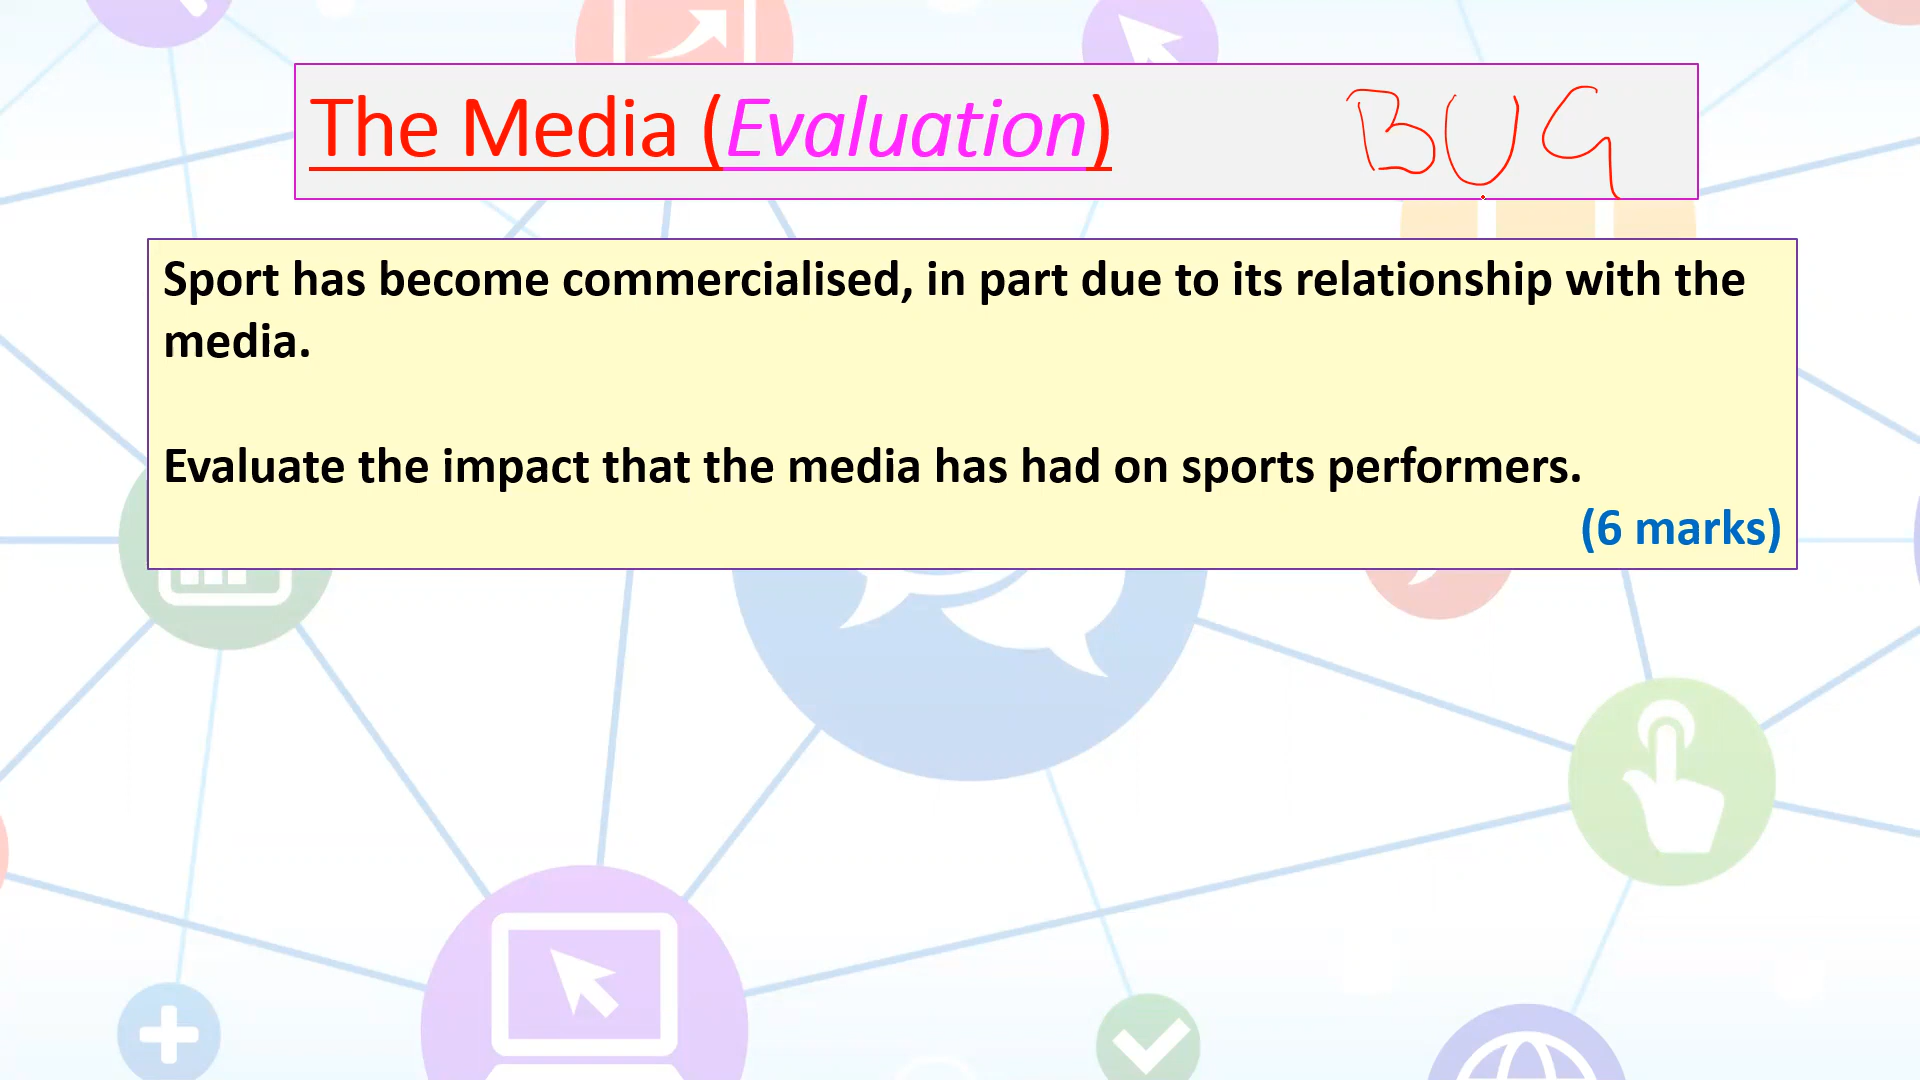 The Media (Evaluation) BUG
Sport has become commercialised, in part due to its relationship with the
media.
Evaluate the impact that the media has had on sports performers.
(6 marks)